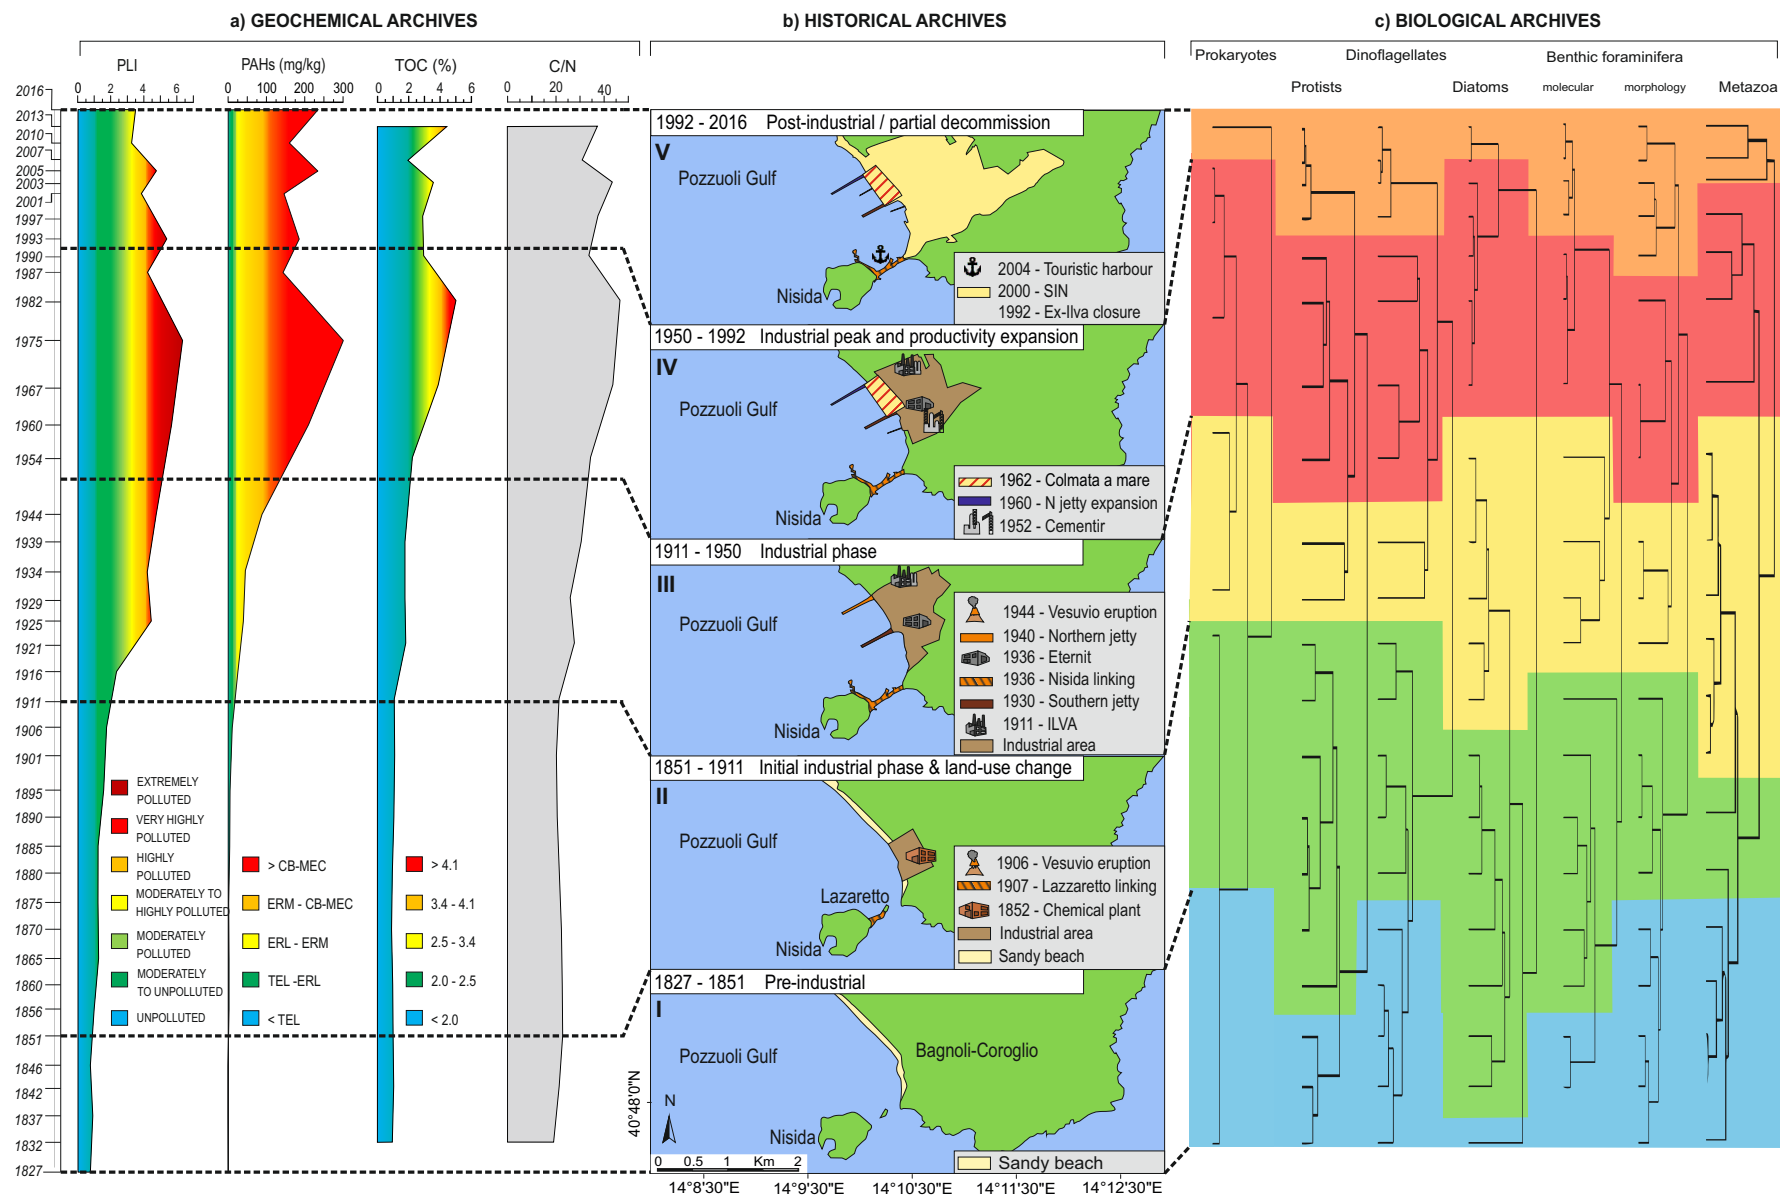 a) GEOCHEMICAL ARCHIVES
PLI
PAHs (mg/kg)
TOC (%)
C/N
0 2 4 6
0 100 200 300
0 2 4 6
0 20 40
2016
2013
2010
2007
2005
2003
2001
1997
1993
1990
1987
1982
1975
1967
1960
1954
1944
1939
1934
1929
1925
1921
1916
1911
1906
1901
1895
1890
1885
1880
1875
1870
1865
1860
1856
1851
1846
1842
1837
1832
1827
EXTREMELY
POLLUTED
VERY HIGHLY
POLLUTED
HIGHLY
POLLUTED
MODERATELY TO
HIGHLY POLLUTED
MODERATELY
POLLUTED
MODERATELY
TO UNPOLLUTED
UNPOLLUTED
> CB-MEC
ERM - CB-MEC
ERL - ERM
TEL -ERL
< TEL
> 4.1
3.4 - 4.1
2.5 - 3.4
2.0 - 2.5
< 2.0
b) HISTORICAL ARCHIVES
1992 - 2016 Post-industrial / partial decommission
V
Pozzuoli Gulf
Nisida
2004 - Touristic harbour
2000 - SIN
1992 - Ex-Ilva closure
1950 - 1992 Industrial peak and productivity expansion
IV
Pozzuoli Gulf
Nisida
1962 - Colmata a mare
1960 - N jetty expansion
1952 - Cementir
1911 - 1950 Industrial phase
III
Pozzuoli Gulf
Nisida
1944 - Vesuvio eruption
1940 - Northern jetty
1936 - Eternit
1936 - Nisida linking
1930 - Southern jetty
1911 - ILVA
Industrial area
1851 - 1911 Initial industrial phase & land-use change
II
Pozzuoli Gulf
Lazaretto
Nisida
1906 - Vesuvio eruption
1907 - Lazzaretto linking
1852 - Chemical plant
Industrial area
Sandy beach
1827 - 1851 Pre-industrial
I
Pozzuoli Gulf
Bagnoli-Coroglio
Nisida
N
0 0.5 1 Km 2
Sandy beach
40°48'0"N
14°8'30"E 14°9'30"E 14°10'30"E 14°11'30"E 14°12'30"E
c) BIOLOGICAL ARCHIVES
Prokaryotes
Protists
Dinoflagellates
Diatoms
Benthic foraminifera
molecular
morphology
Metazoa